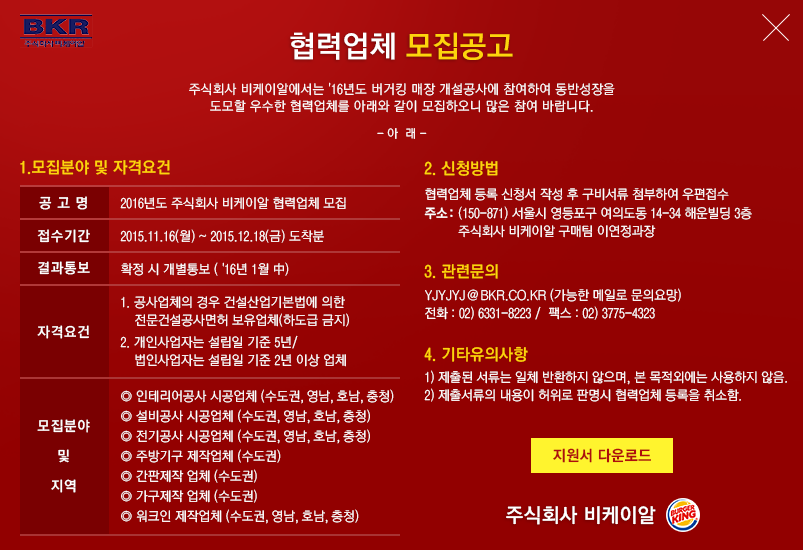 BKR
주식회사 비케이알
협력업체 모집공고
주식회사 비케이알에서는 '16년도 버거킹 매장 개설공사에 참여하여 동반성장을
도모할 우수한 협력업체를 아래와 같이 모집하오니 많은 참여 바랍니다.
- 아 래 -
1.모집분야 및 자격요건
공 고 명 2016년도 주식회사 비케이알 협력업체 모집
접수기간 2015.11.16(월) ~ 2015.12.18(금) 도착분
결과통보 확정 시 개별통보 ( '16년 1월 中)
자격요건
1. 공사업체의 경우 건설산업기본법에 의한
전문건설공사면허 보유업체(하도급 금지)
2. 개인사업자는 설립일 기준 5년/
법인사업자는 설립일 기준 2년 이상 업체
모집분야
및
지역
◎ 인테리어공사 시공업체 (수도권, 영남, 호남, 충청)
◎ 설비공사 시공업체 (수도권, 영남, 호남, 충청)
◎ 전기공사 시공업체 (수도권, 영남, 호남, 충청)
◎ 주방기구 제작업체 (수도권)
◎ 간판제작 업체 (수도권)
◎ 가구제작 업체 (수도권)
◎ 워크인 제작업체 (수도권, 영남, 호남, 충청)
2. 신청방법
협력업체 등록 신청서 작성 후 구비서류 첨부하여 우편접수
주소 : (150-871) 서울시 영등포구 여의도동 14-34 해운빌딩 3층
주식회사 비케이알 구매팀 이연정과장
3. 관련문의
YJYJYJ@BKR.CO.KR (가능한 메일로 문의요망)
전화 : 02) 6331-8223 / 팩스 : 02) 3775-4323
4. 기타유의사항
1) 제출된 서류는 일체 반환하지 않으며, 본 목적외에는 사용하지 않음.
2) 제출서류의 내용이 허위로 판명시 협력업체 등록을 취소함.
지원서 다운로드
주식회사 비케이알
BURGER
KING